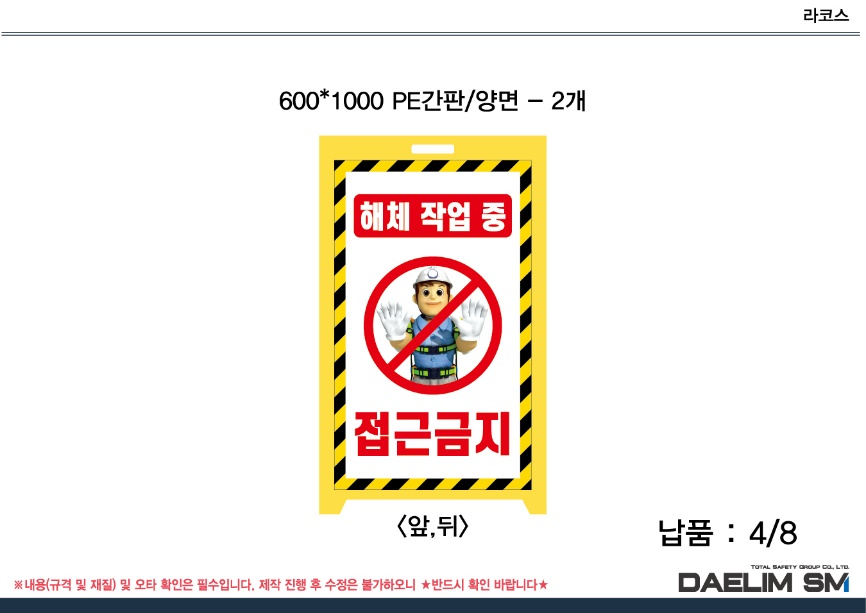 라코스
600*1000 PE간판/양면 - 2개
해체 작업 중
접근금지
<앞,뒤>
납품 : 4/8
※내용(규격 및 재질) 및 오타 확인은 필수입니다. 제작 진행 후 수정은 불가하오니 ★반드시 확인 바랍니다★
TOTAL SAFETY GROUP CO., LTD.
DAELIM SM